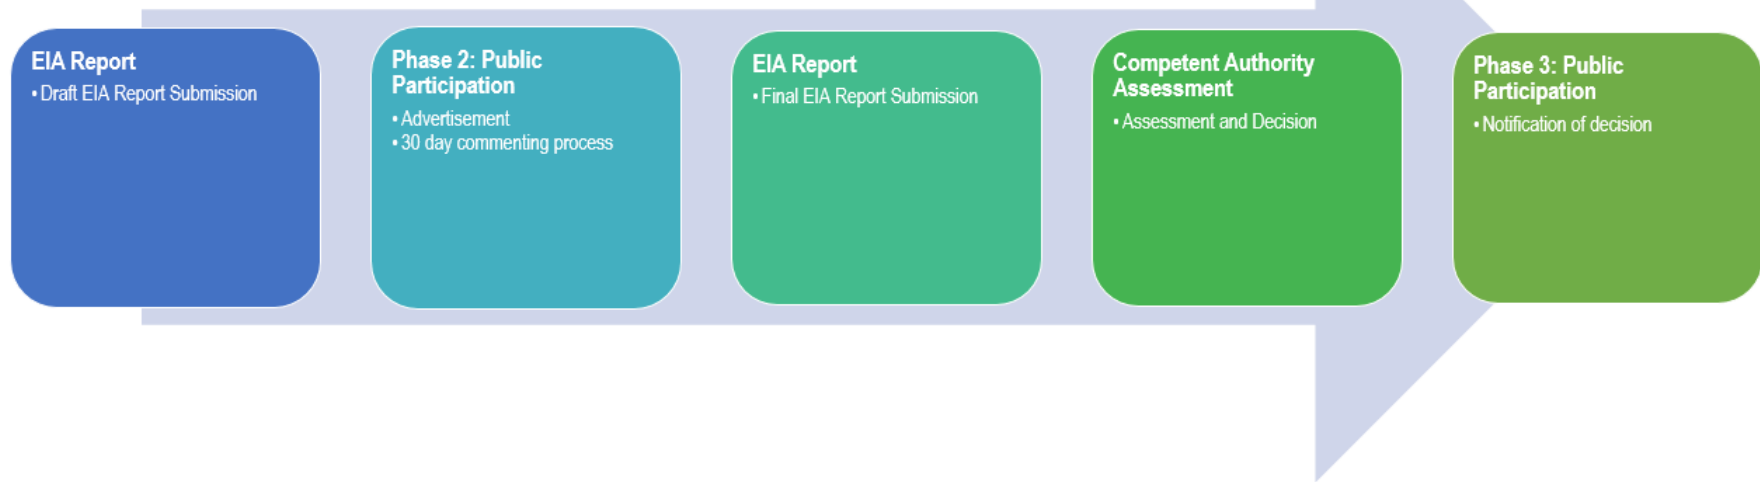 EIA Report
• Draft EIA Report Submission
Phase 2: Public
Participation
• Advertisement
• 30 day commenting process
EIA Report
• Final EIA Report Submission
Competent Authority
Assessment
• Assessment and Decision
Phase 3: Public
Participation
• Notification of decision